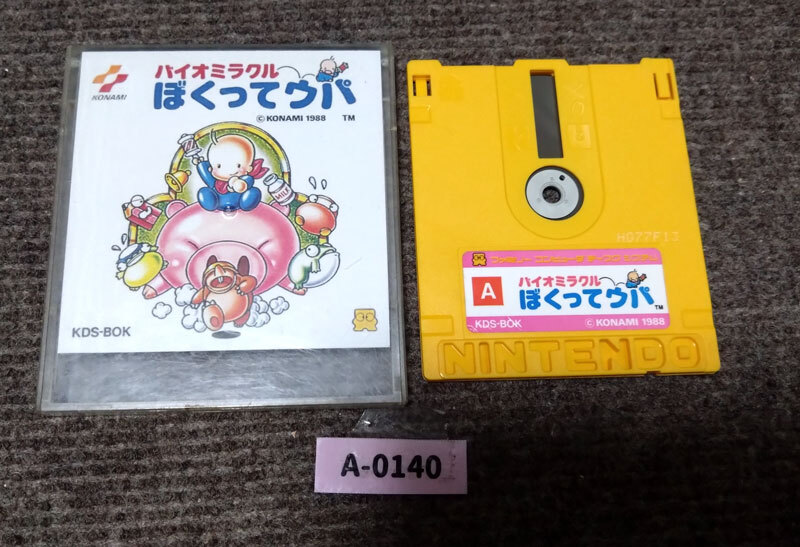 KONAMI
バイオミラクル
ぼくってウパ
© KONAMI 1988 TM
MILK
KDS-BOK
H077F13
ファミリー コンピュータ ディスク システム
A
バイオミラクル
ぼくってウパ TM
KDS-BOK © KONAMI 1988
NINTENDO
A-0140